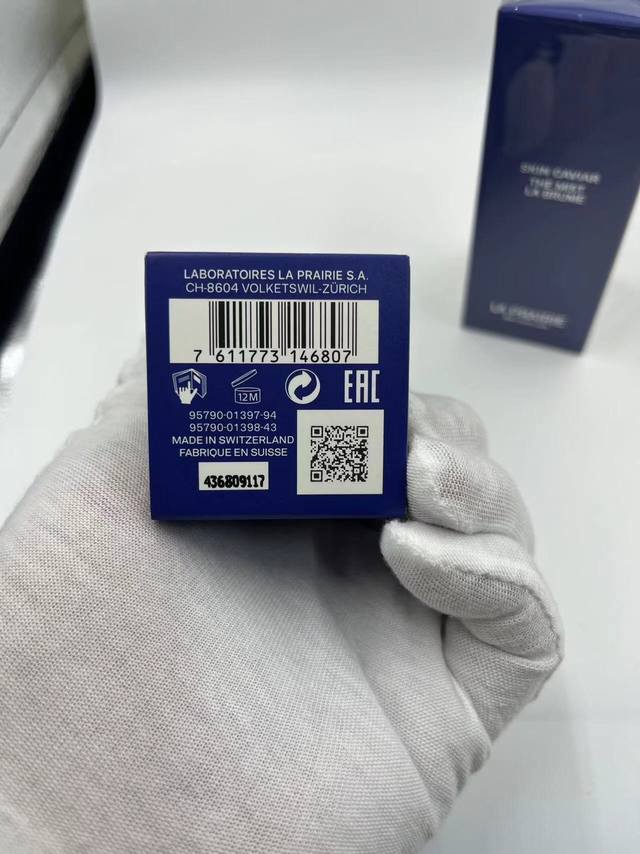 LABORATOIRES LA PRAIRIE S.A.
CH-8604 VOLKETSWIL-ZÜRICH
7 611773 146807
12M
EAC
95790-01397-94
95790-01398-43
MADE IN SWITZERLAND
FABRIQUÉ EN SUISSE
436809117
SKIN CAVIAR
THE MIST
LA BRUME
LA PRAIRIE